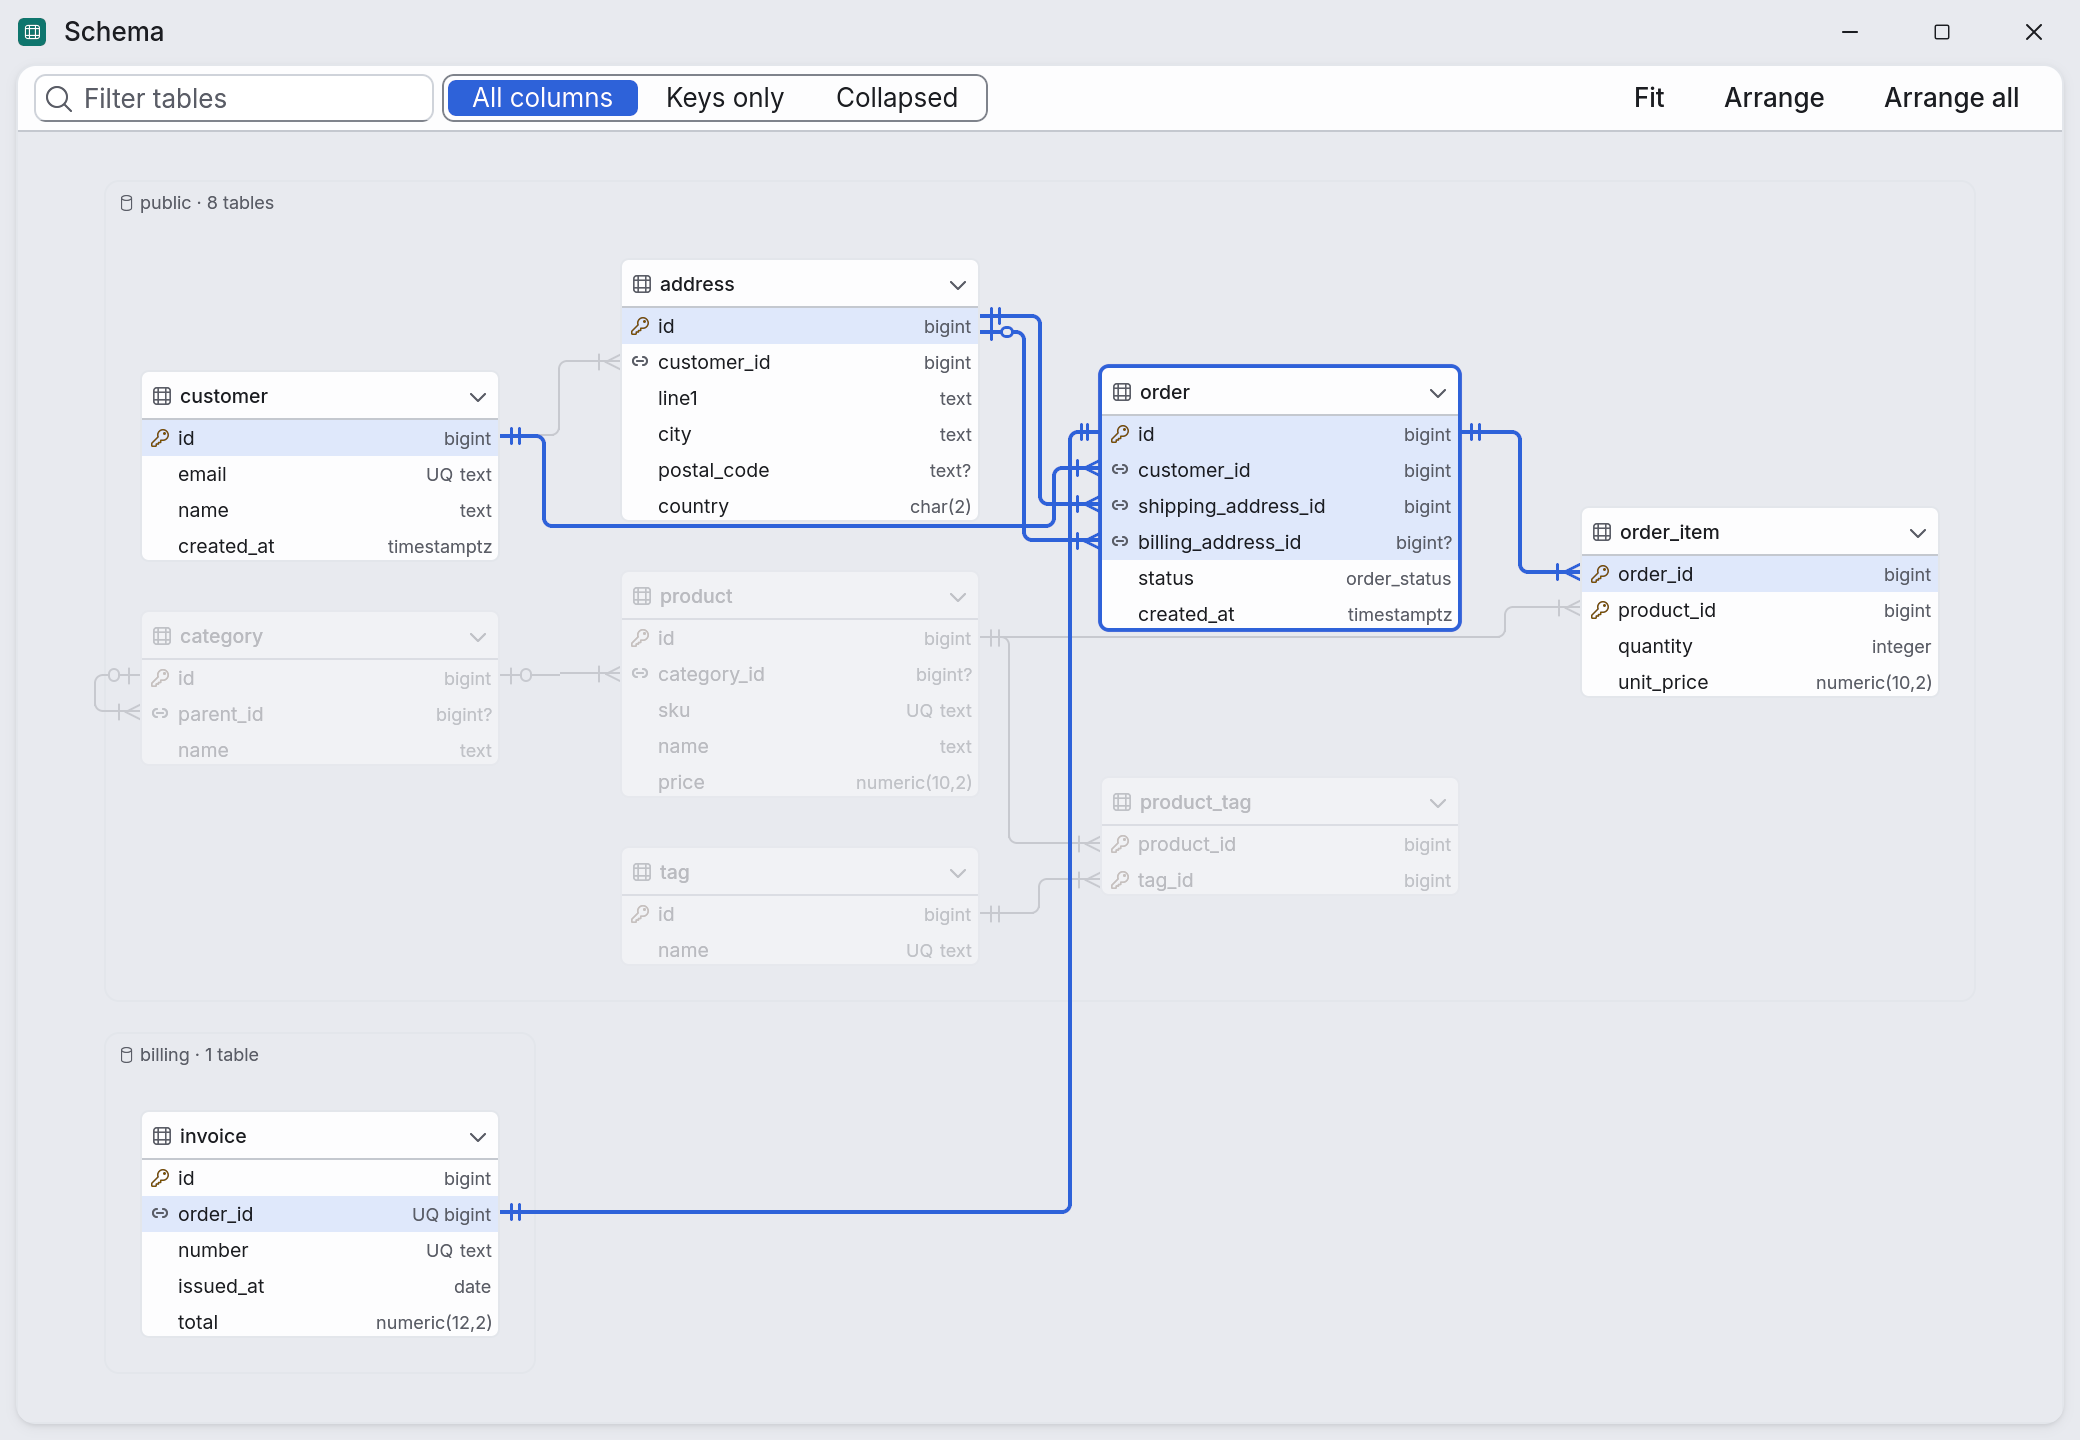 Schema
Filter tables
All columns
Keys only
Collapsed
Fit
Arrange
Arrange all
public · 8 tables
address
id bigint
customer_id bigint
line1 text
city text
postal_code text?
country char(2)
customer
id bigint
email UQ text
name text
created_at timestamptz
order
id bigint
customer_id bigint
shipping_address_id bigint
billing_address_id bigint?
status order_status
created_at timestamptz
order_item
order_id bigint
product_id bigint
quantity integer
unit_price numeric(10,2)
category
id bigint
parent_id bigint?
name text
product
id bigint
category_id bigint?
sku UQ text
name text
price numeric(10,2)
product_tag
product_id bigint
tag_id bigint
tag
id bigint
name UQ text
billing · 1 table
invoice
id bigint
order_id UQ bigint
number UQ text
issued_at date
total numeric(12,2)